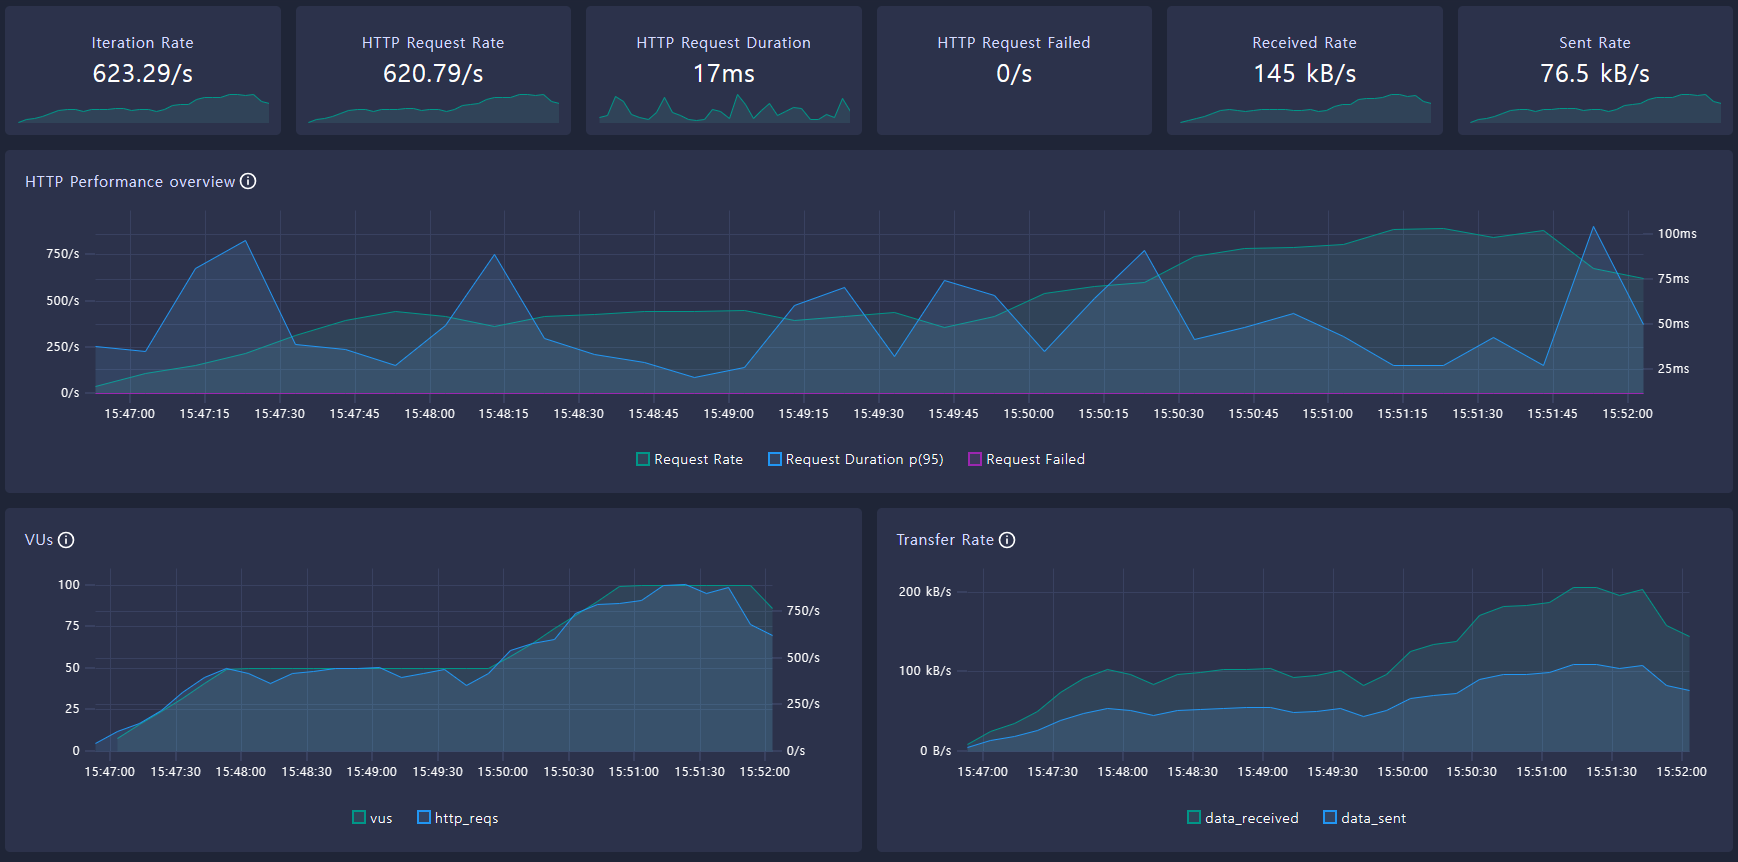 Iteration Rate
623.29/s
HTTP Request Rate
620.79/s
HTTP Request Duration
17ms
HTTP Request Failed
0/s
Received Rate
145 kB/s
Sent Rate
76.5 kB/s
HTTP Performance overview
750/s
500/s
250/s
0/s
100ms
75ms
50ms
25ms
15:47:00 15:47:15 15:47:30 15:47:45 15:48:00 15:48:15 15:48:30 15:48:45 15:49:00 15:49:15 15:49:30 15:49:45 15:50:00 15:50:15 15:50:30 15:50:45 15:51:00 15:51:15 15:51:30 15:51:45 15:52:00
Request Rate Request Duration p(95) Request Failed
VUs
100
75
50
25
0
750/s
500/s
250/s
0/s
15:47:00 15:47:30 15:48:00 15:48:30 15:49:00 15:49:30 15:50:00 15:50:30 15:51:00 15:51:30 15:52:00
vus http_reqs
Transfer Rate
200 kB/s
100 kB/s
0 B/s
15:47:00 15:47:30 15:48:00 15:48:30 15:49:00 15:49:30 15:50:00 15:50:30 15:51:00 15:51:30 15:52:00
data_received data_sent